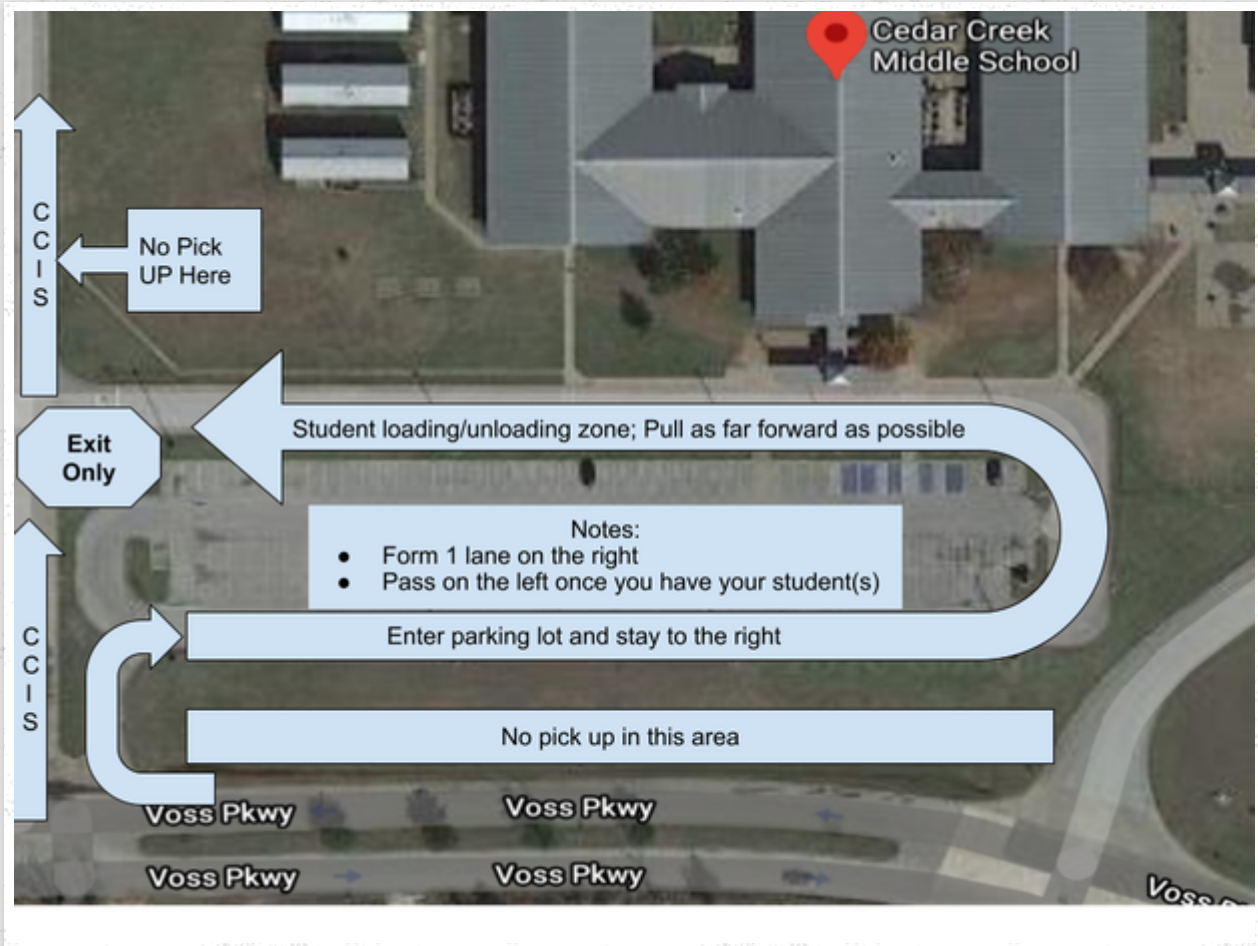 Cedar Creek
Middle School
C
C
I
S
No Pick
UP Here
Student loading/unloading zone; Pull as far forward as possible
Exit
Only
Notes:
● Form 1 lane on the right
● Pass on the left once you have your student(s)
Enter parking lot and stay to the right
C
C
I
S
No pick up in this area
Voss Pkwy
Voss Pkwy
Voss Pkwy
Voss Pkwy
Voss